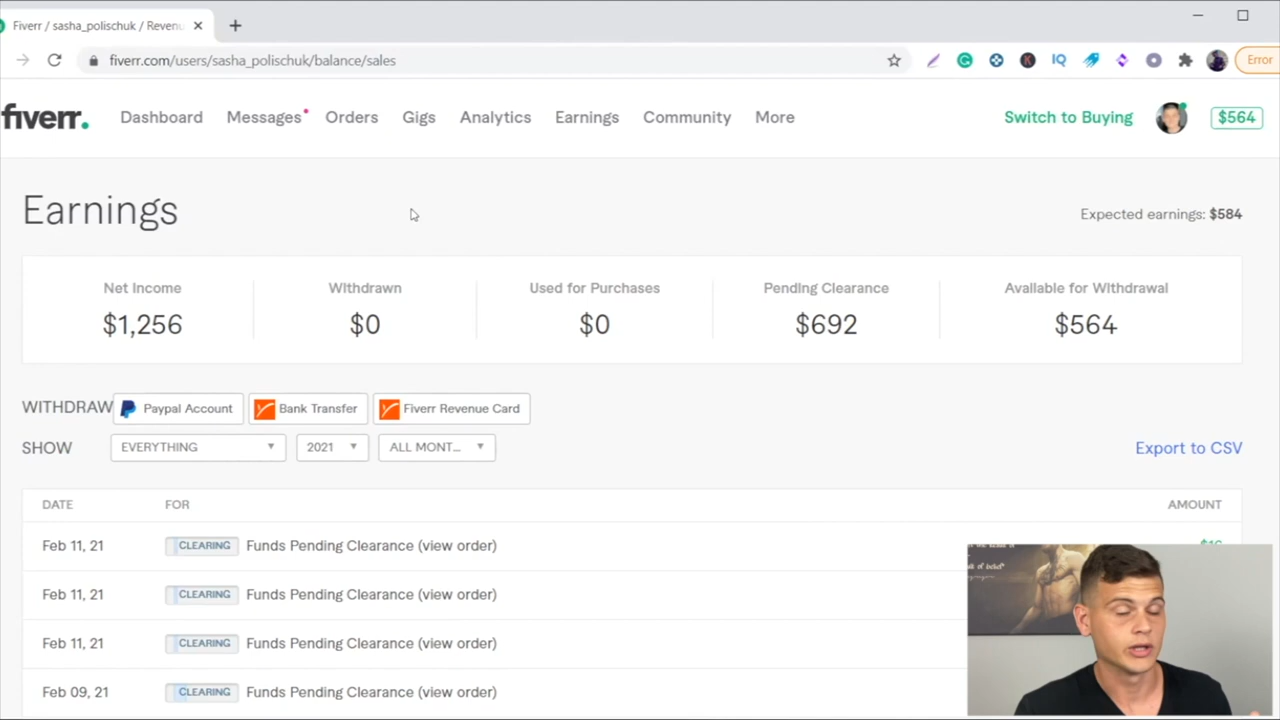 Fiverr / sasha_polischuk / Revenu
fiverr.com/users/sasha_polischuk/balance/sales
IQ
K
Error
fiverr.
Dashboard
Messages
Orders
Gigs
Analytics
Earnings
Community
More
Switch to Buying
$564
Earnings
Expected earnings: $584
Net Income
Withdrawn
Used for Purchases
Pending Clearance
Available for Withdrawal
$1,256
$0
$0
$692
$564
WITHDRAW
Paypal Account
Bank Transfer
Fiverr Revenue Card
SHOW
EVERYTHING
2021
ALL MONT...
Export to CSV
DATE
FOR
AMOUNT
Feb 11, 21
CLEARING
Funds Pending Clearance (view order)
Feb 11, 21
CLEARING
Funds Pending Clearance (view order)
Feb 11, 21
CLEARING
Funds Pending Clearance (view order)
Feb 09, 21
CLEARING
Funds Pending Clearance (view order)